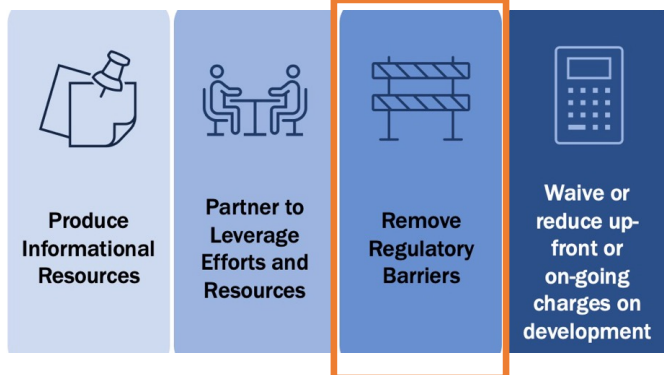 Produce
Informational
Resources
Partner to
Leverage
Efforts and
Resources
Remove
Regulatory
Barriers
Waive or
reduce up-
front or
on-going
charges on
development